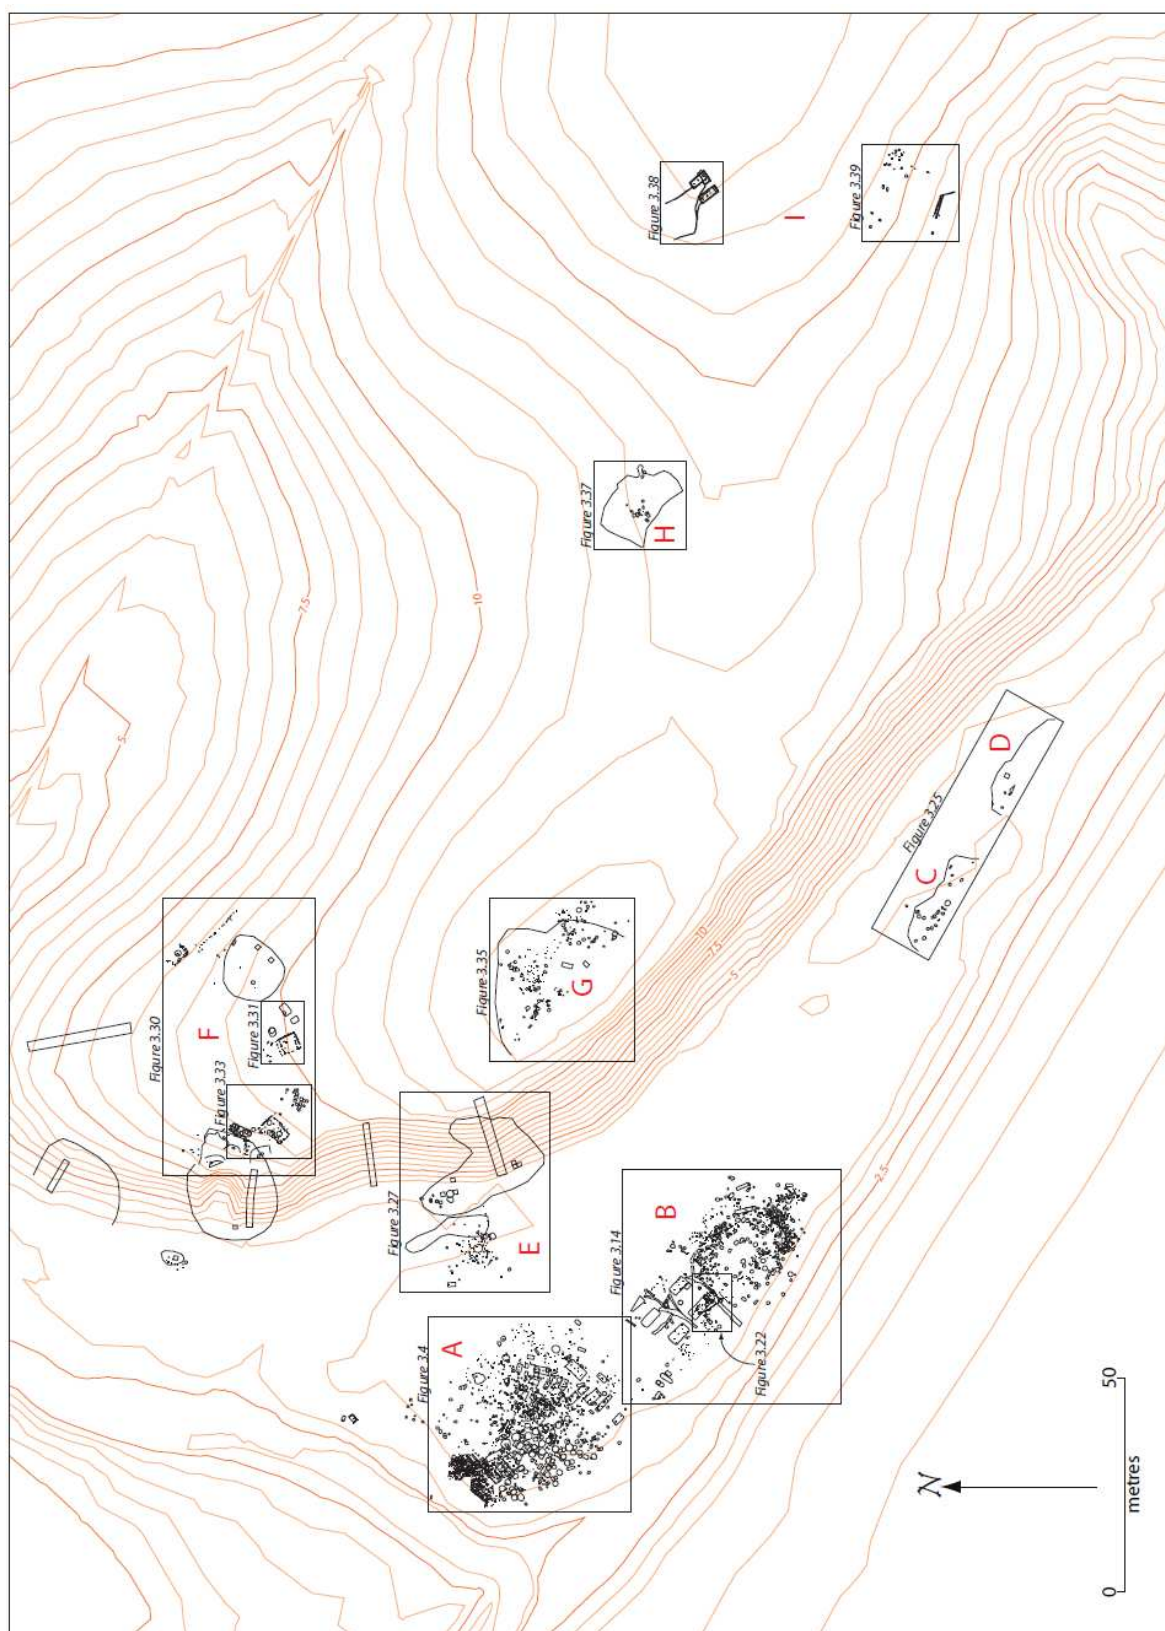 Figure 3.38
I
Figure 3.39
Figure 3.37
H
7.5
10
5
D
Figure 3.25
C
Figure 3.30
F
Figure 3.31
Figure 3.33
Figure 3.35
G
10
7.5
5
Figure 3.27
E
2.5
B
Figure 3.14
Figure 3.22
A
Figure 3.4
N
0
50
metres